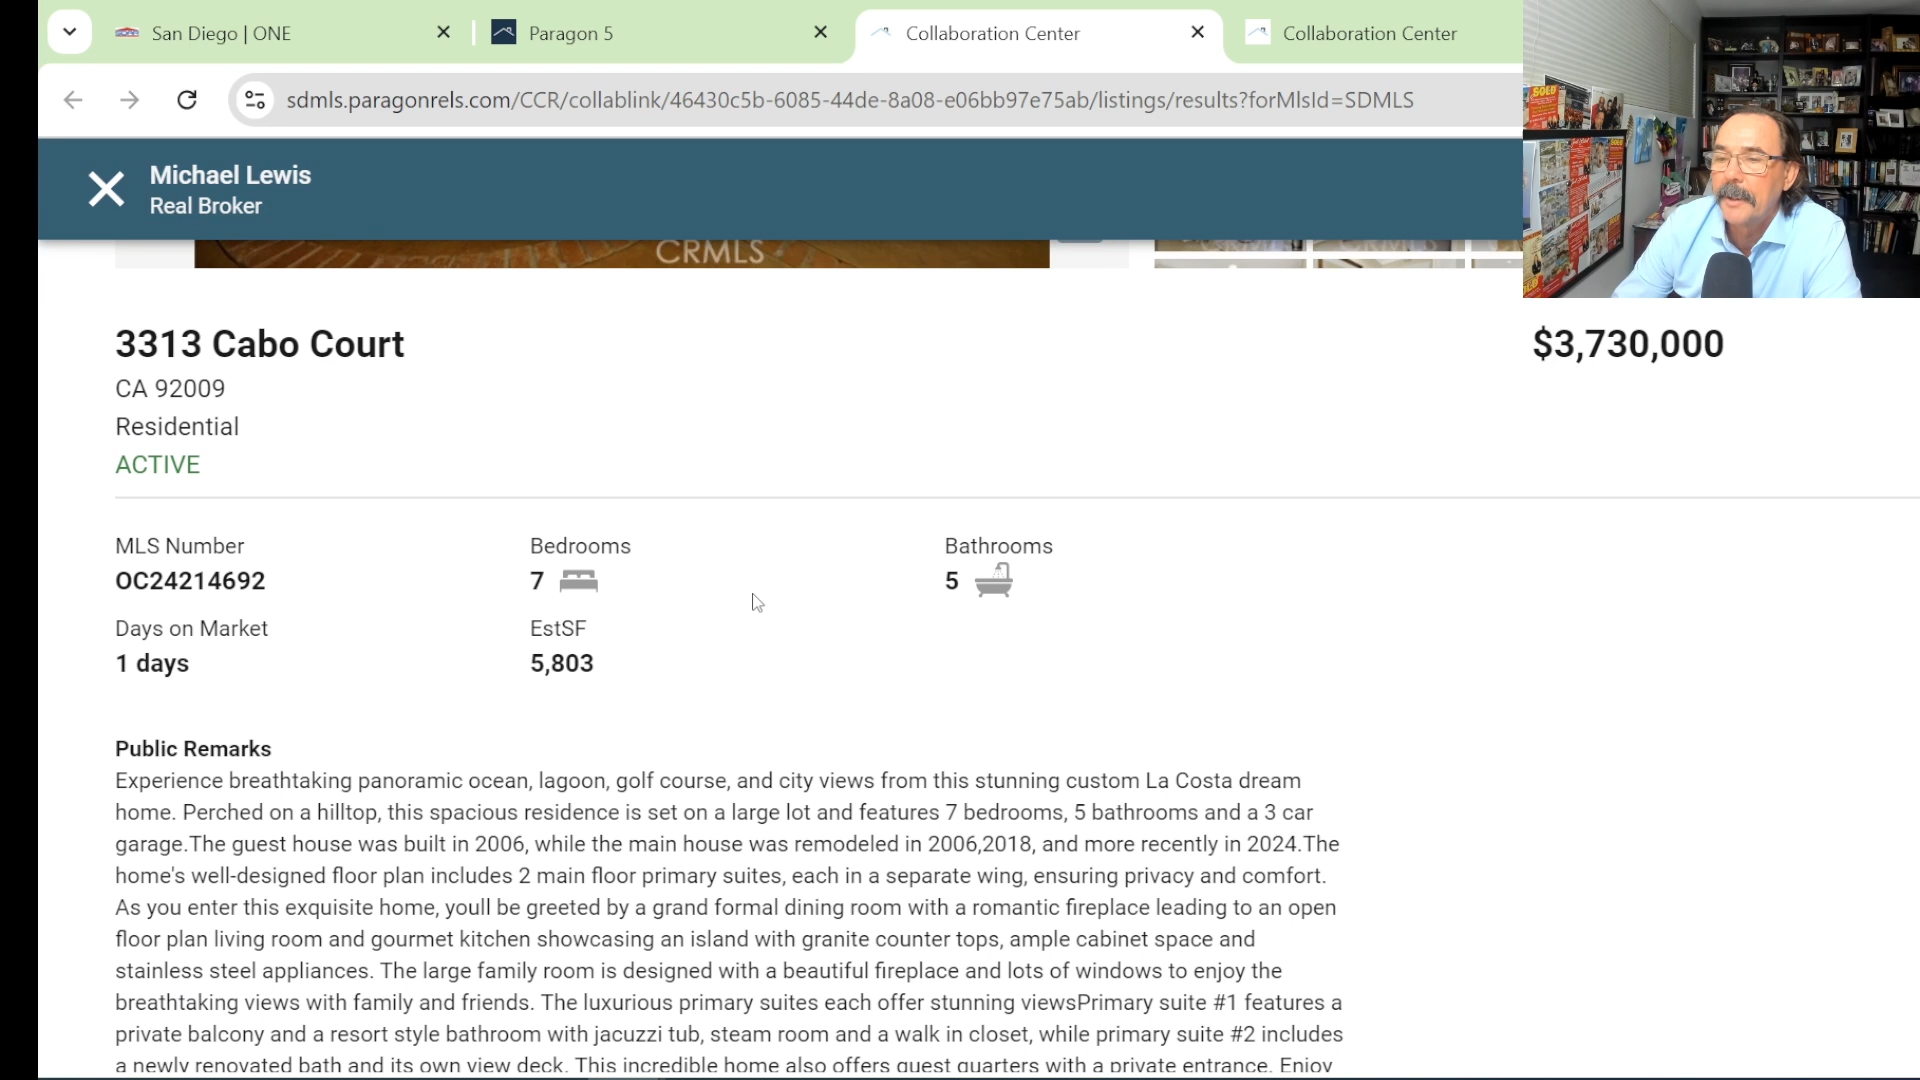 San Diego | ONE
Paragon 5
Collaboration Center
Collaboration Center
sdmls.paragonrels.com/CCR/collablink/46430c5b-6085-44de-8a08-e06bb97e75ab/listings/results?forMlsId=SDMLS
Michael Lewis
Real Broker
SOLD
CRMLS
3313 Cabo Court
$3,730,000
CA 92009
Residential
ACTIVE
MLS Number
Bedrooms
Bathrooms
OC24214692
7
5
Days on Market
EstSF
1 days
5,803
Public Remarks
Experience breathtaking panoramic ocean, lagoon, golf course, and city views from this stunning custom La Costa dream
home. Perched on a hilltop, this spacious residence is set on a large lot and features 7 bedrooms, 5 bathrooms and a 3 car
garage.The guest house was built in 2006, while the main house was remodeled in 2006,2018, and more recently in 2024.The
home's well-designed floor plan includes 2 main floor primary suites, each in a separate wing, ensuring privacy and comfort.
As you enter this exquisite home, youll be greeted by a grand formal dining room with a romantic fireplace leading to an open
floor plan living room and gourmet kitchen showcasing an island with granite counter tops, ample cabinet space and
stainless steel appliances. The large family room is designed with a beautiful fireplace and lots of windows to enjoy the
breathtaking views with family and friends. The luxurious primary suites each offer stunning viewsPrimary suite #1 features a
private balcony and a resort style bathroom with jacuzzi tub, steam room and a walk in closet, while primary suite #2 includes
a newly renovated bath and its own view deck. This incredible home also offers guest quarters with a private entrance. Enjoy